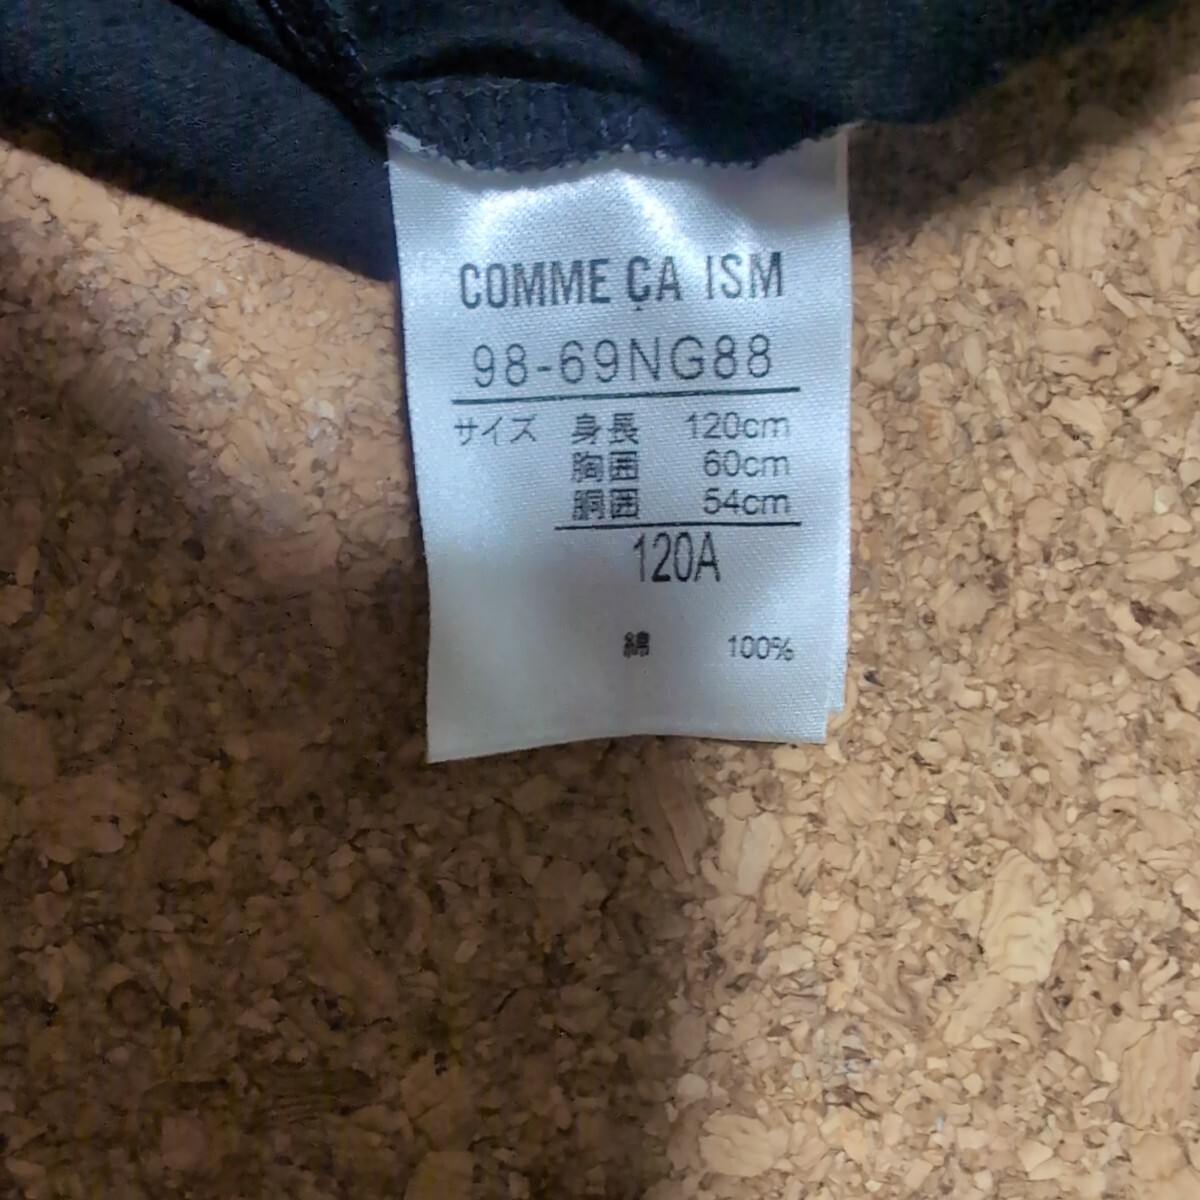 COMME ÇA ISM
98-69NG88
サイズ 身長 120cm
胸囲 60cm
胴囲 54cm
120A
綿 100%